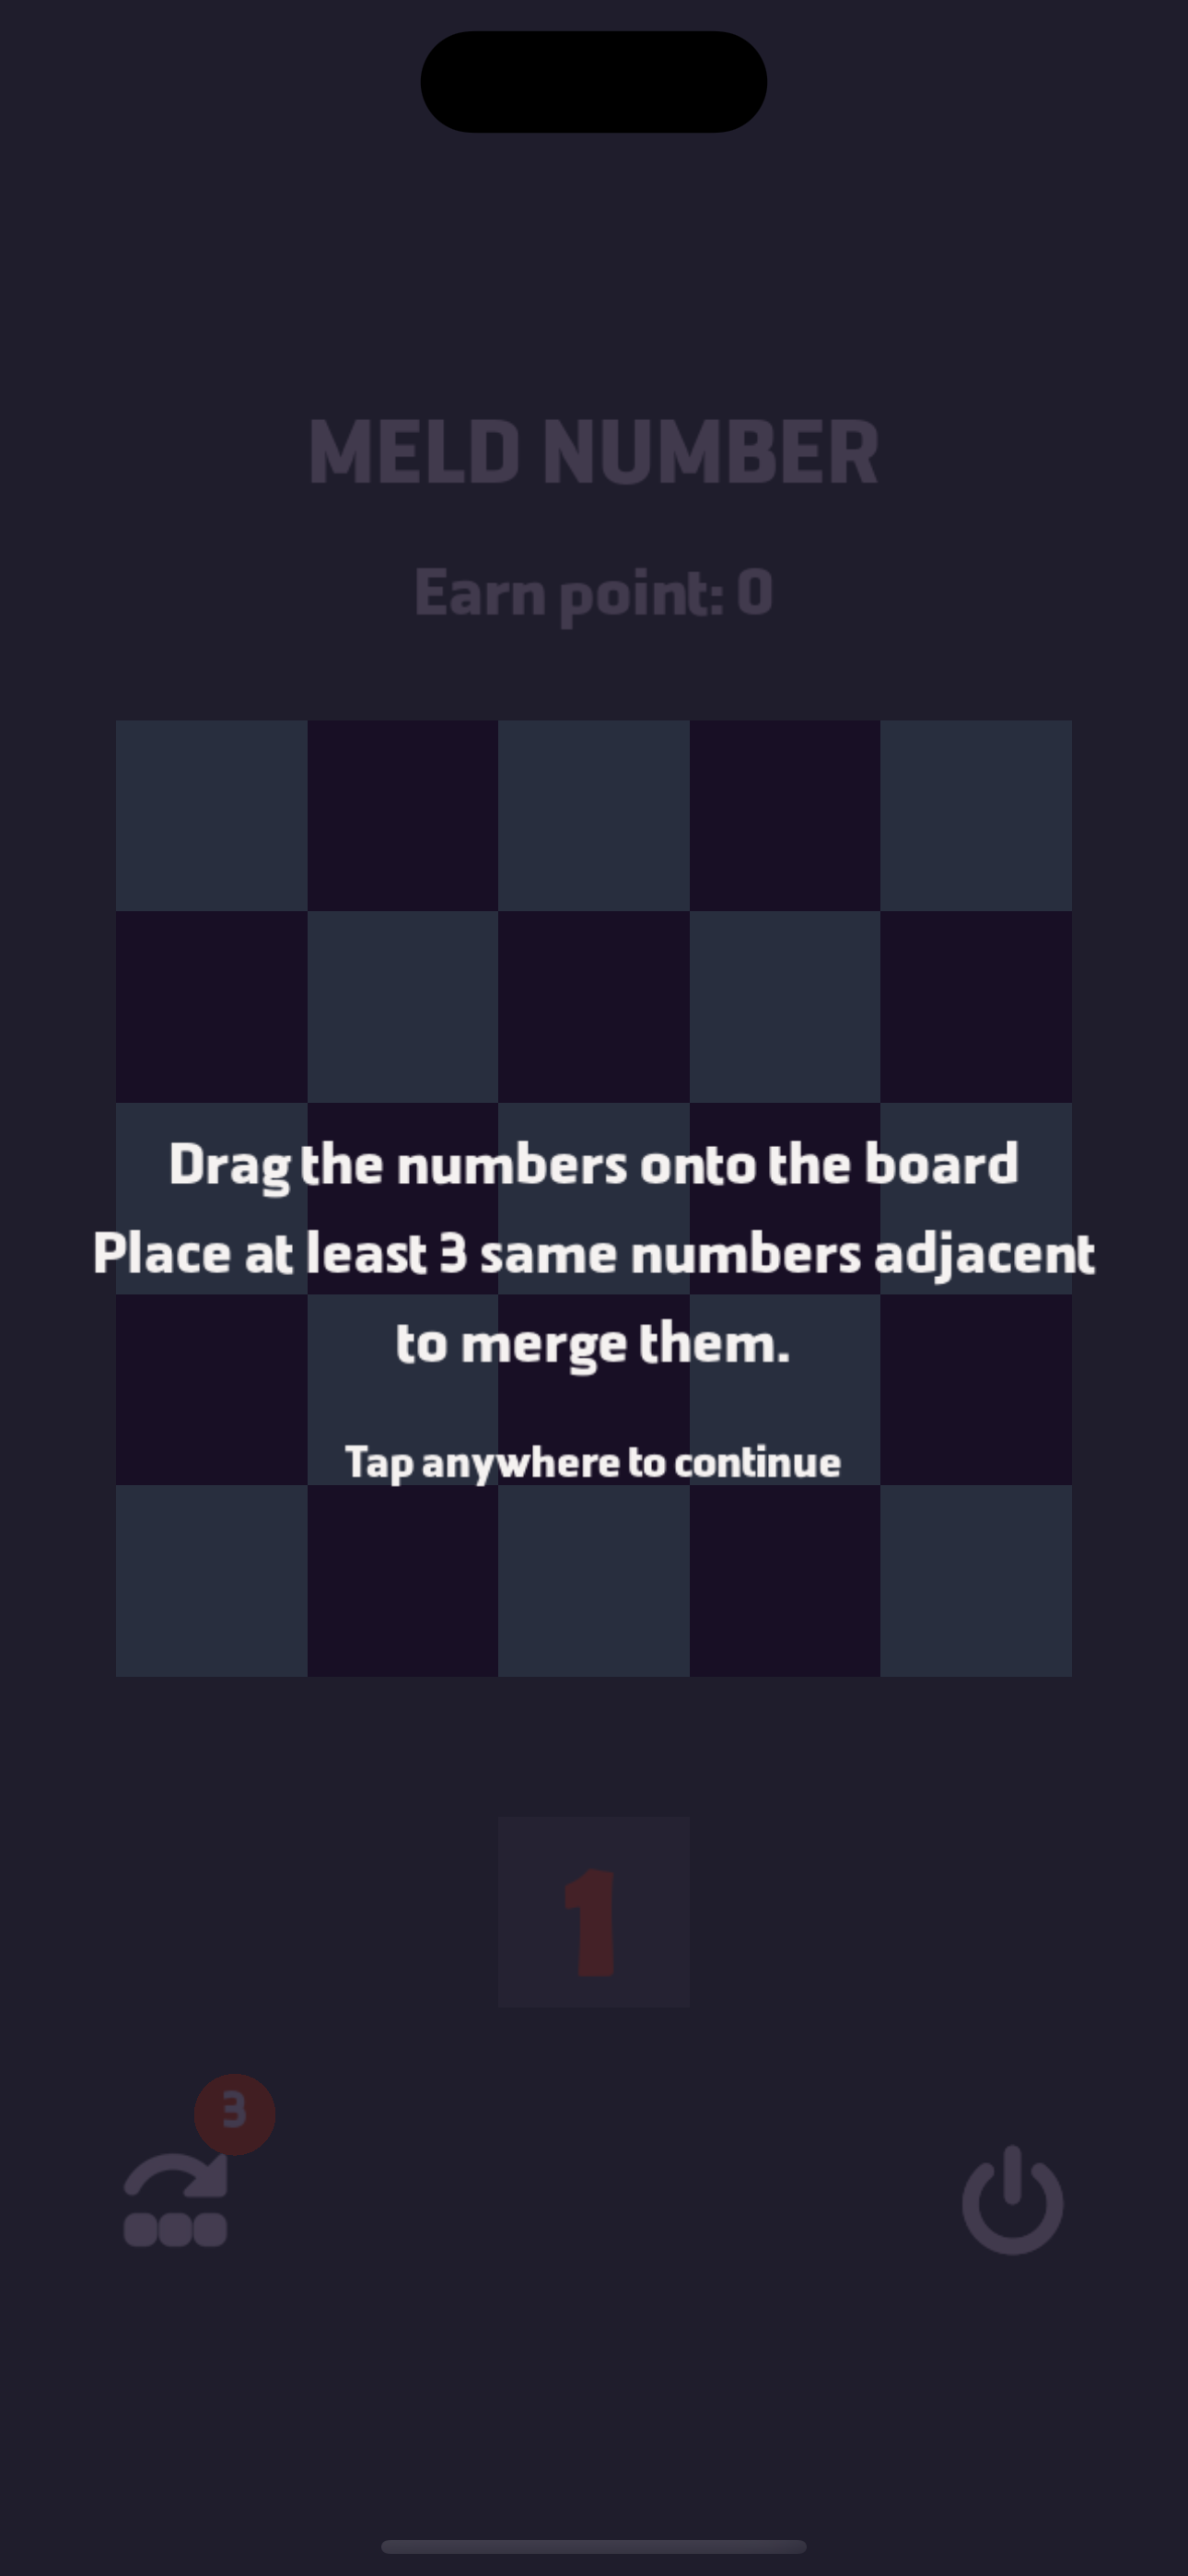 MELD NUMBER
Earn point: 0
Drag the numbers onto the board
Place at least 3 same numbers adjacent
to merge them.
Tap anywhere to continue
1
3